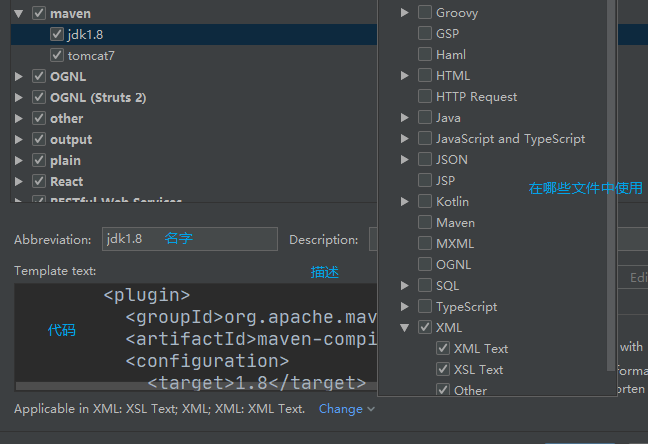 maven
jdk1.8
tomcat7
OGNL
OGNL (Struts 2)
other
output
plain
React
RESTful Web Services
Groovy
GSP
Haml
HTML
HTTP Request
Java
JavaScript and TypeScript
JSON
JSP
在哪些文件中使用
Kotlin
Maven
MXML
OGNL
SQL
TypeScript
XML
XML Text
XSL Text
Other
Abbreviation: jdk1.8 名字 Description:
Template text: 描述
Edi
代码
<plugin>
<groupId>org.apache.mav
<artifactId>maven-compi
<configuration>
<target>1.8</target>
with
forma
orten
Applicable in XML: XSL Text; XML; XML: XML Text. Change